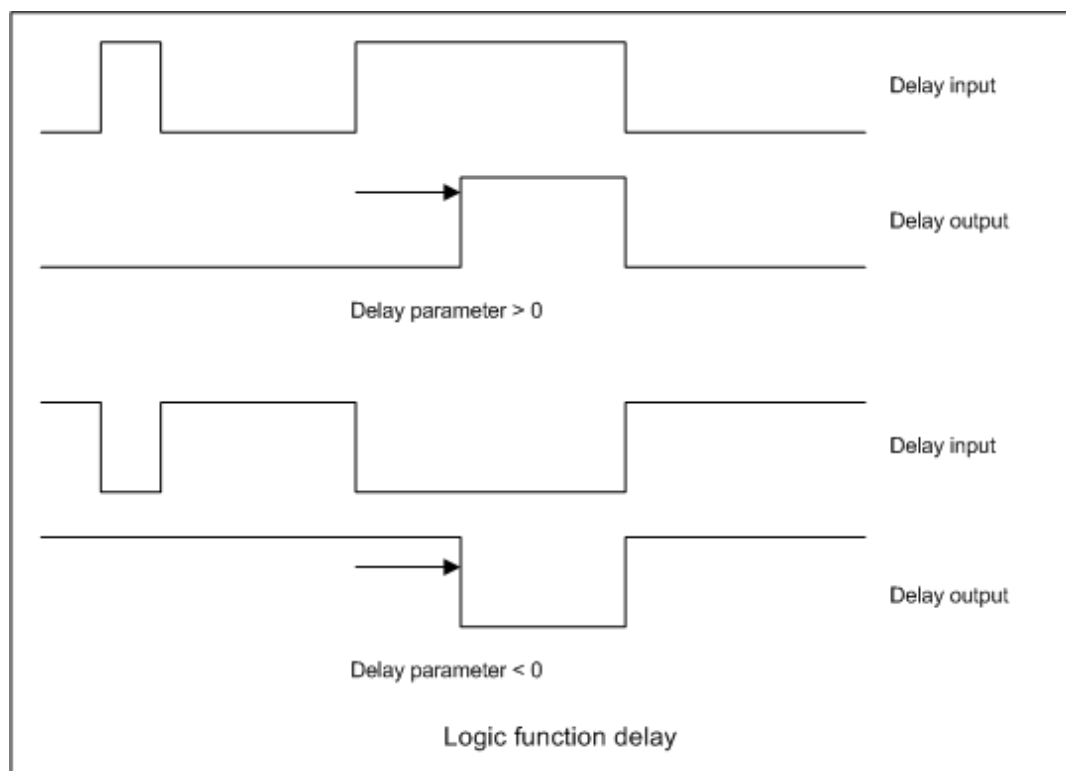 Delay input
Delay output
Delay parameter > 0
Delay input
Delay output
Delay parameter < 0
Logic function delay